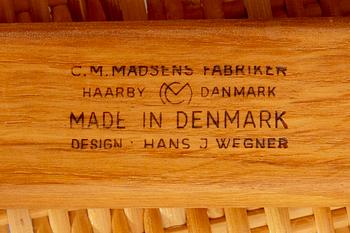 C.M. MADSENS FABRIKER
HAARBY DANMARK
MADE IN DENMARK
DESIGN · HANS J WEGNER